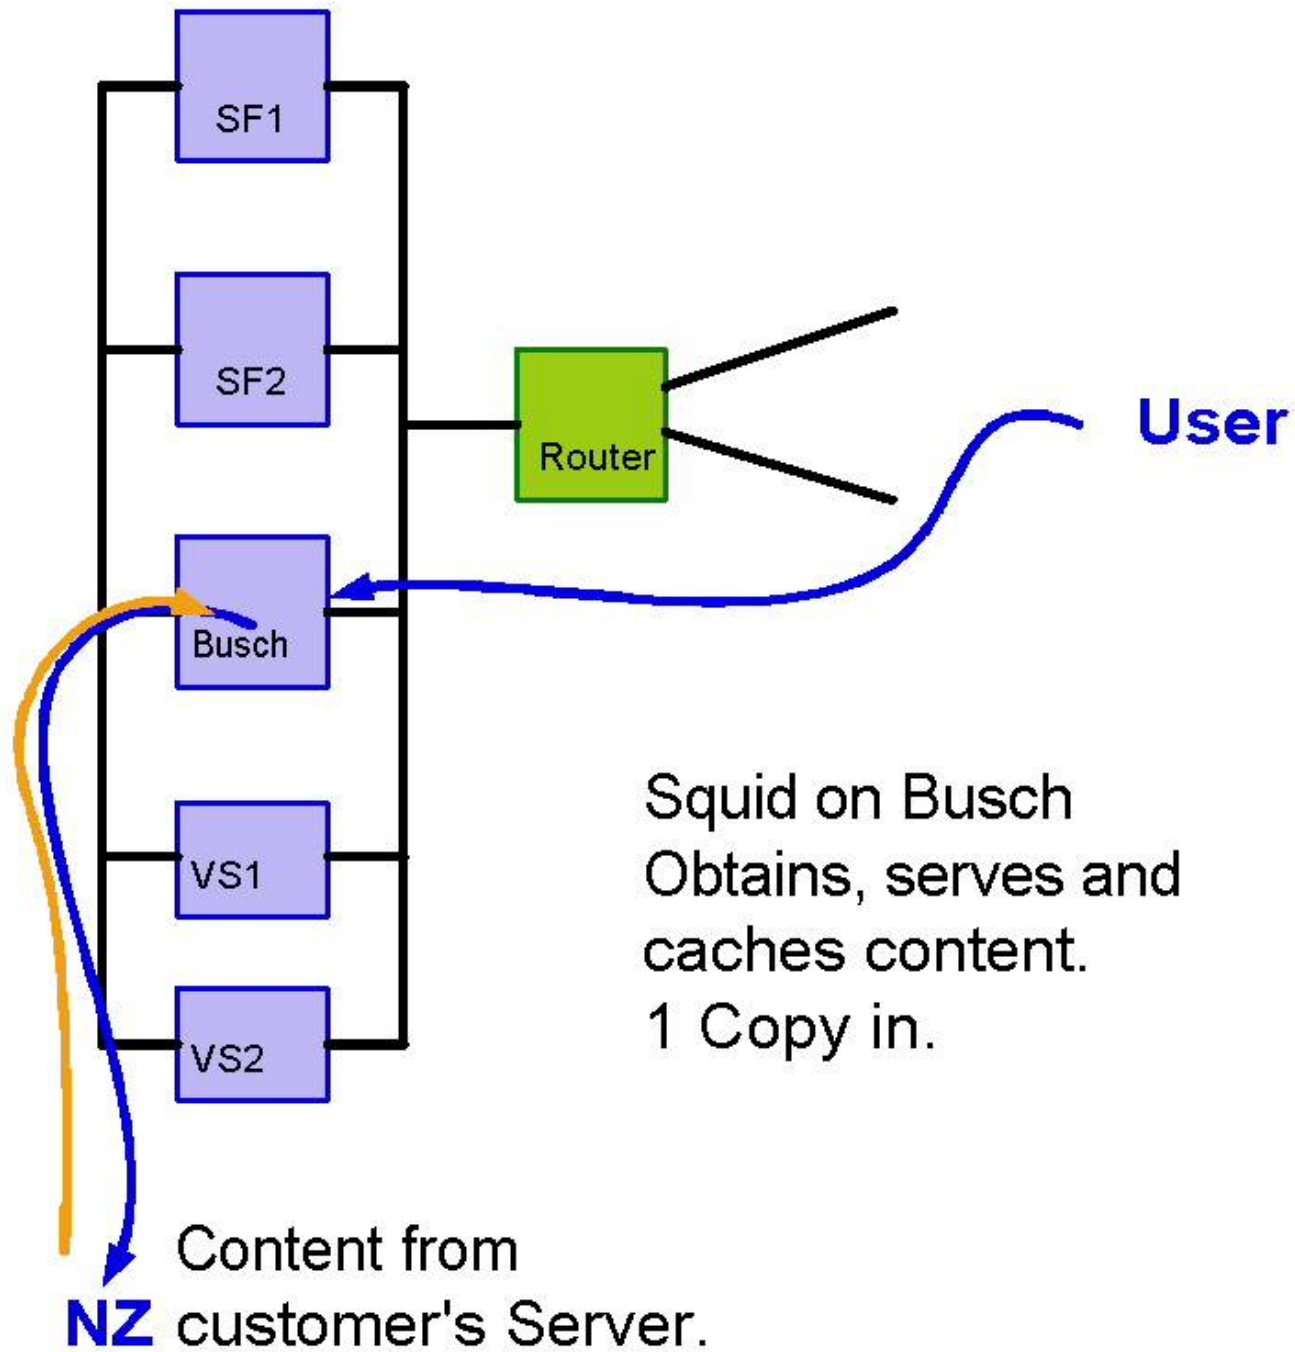 SF1
SF2
Router
User
Busch
Squid on Busch
Obtains, serves and
caches content.
1 Copy in.
VS1
VS2
Content from
NZ customer's Server.